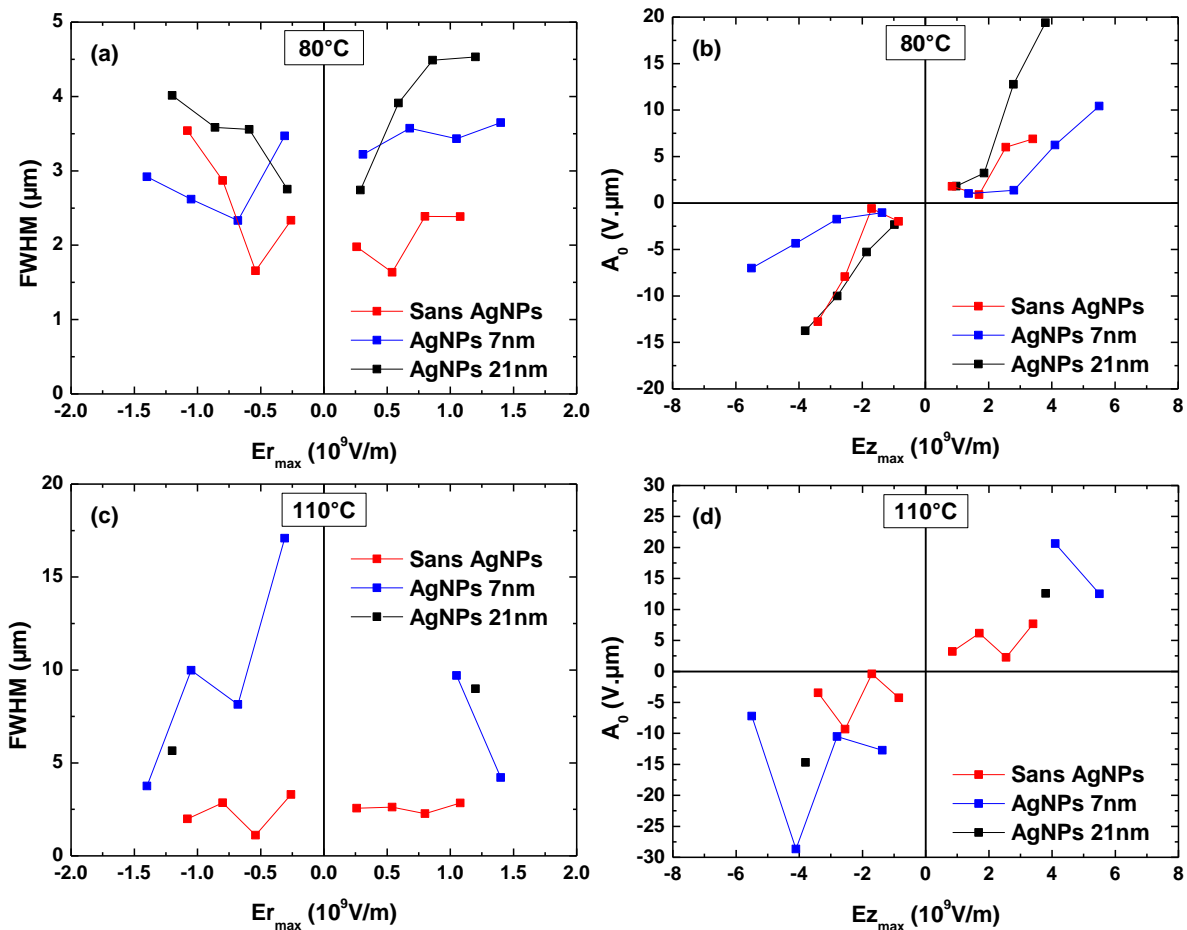 (a)
80°C
5
4
3
2
1
0
FWHM (µm)
Sans AgNPs
AgNPs 7nm
AgNPs 21nm
-2.0 -1.5 -1.0 -0.5 0.0 0.5 1.0 1.5 2.0
Er_max (10^9V/m)
(b)
80°C
20
15
10
5
0
-5
-10
-15
-20
A_0 (V.µm)
Sans AgNPs
AgNPs 7nm
AgNPs 21nm
-8 -6 -4 -2 0 2 4 6 8
Ez_max (10^9V/m)
(c)
110°C
20
15
10
5
0
FWHM (µm)
Sans AgNPs
AgNPs 7nm
AgNPs 21nm
-2.0 -1.5 -1.0 -0.5 0.0 0.5 1.0 1.5 2.0
Er_max (10^9V/m)
(d)
110°C
30
25
20
15
10
5
0
-5
-10
-15
-20
-25
-30
A_0 (V.µm)
Sans AgNPs
AgNPs 7nm
AgNPs 21nm
-8 -6 -4 -2 0 2 4 6 8
Ez_max (10^9V/m)